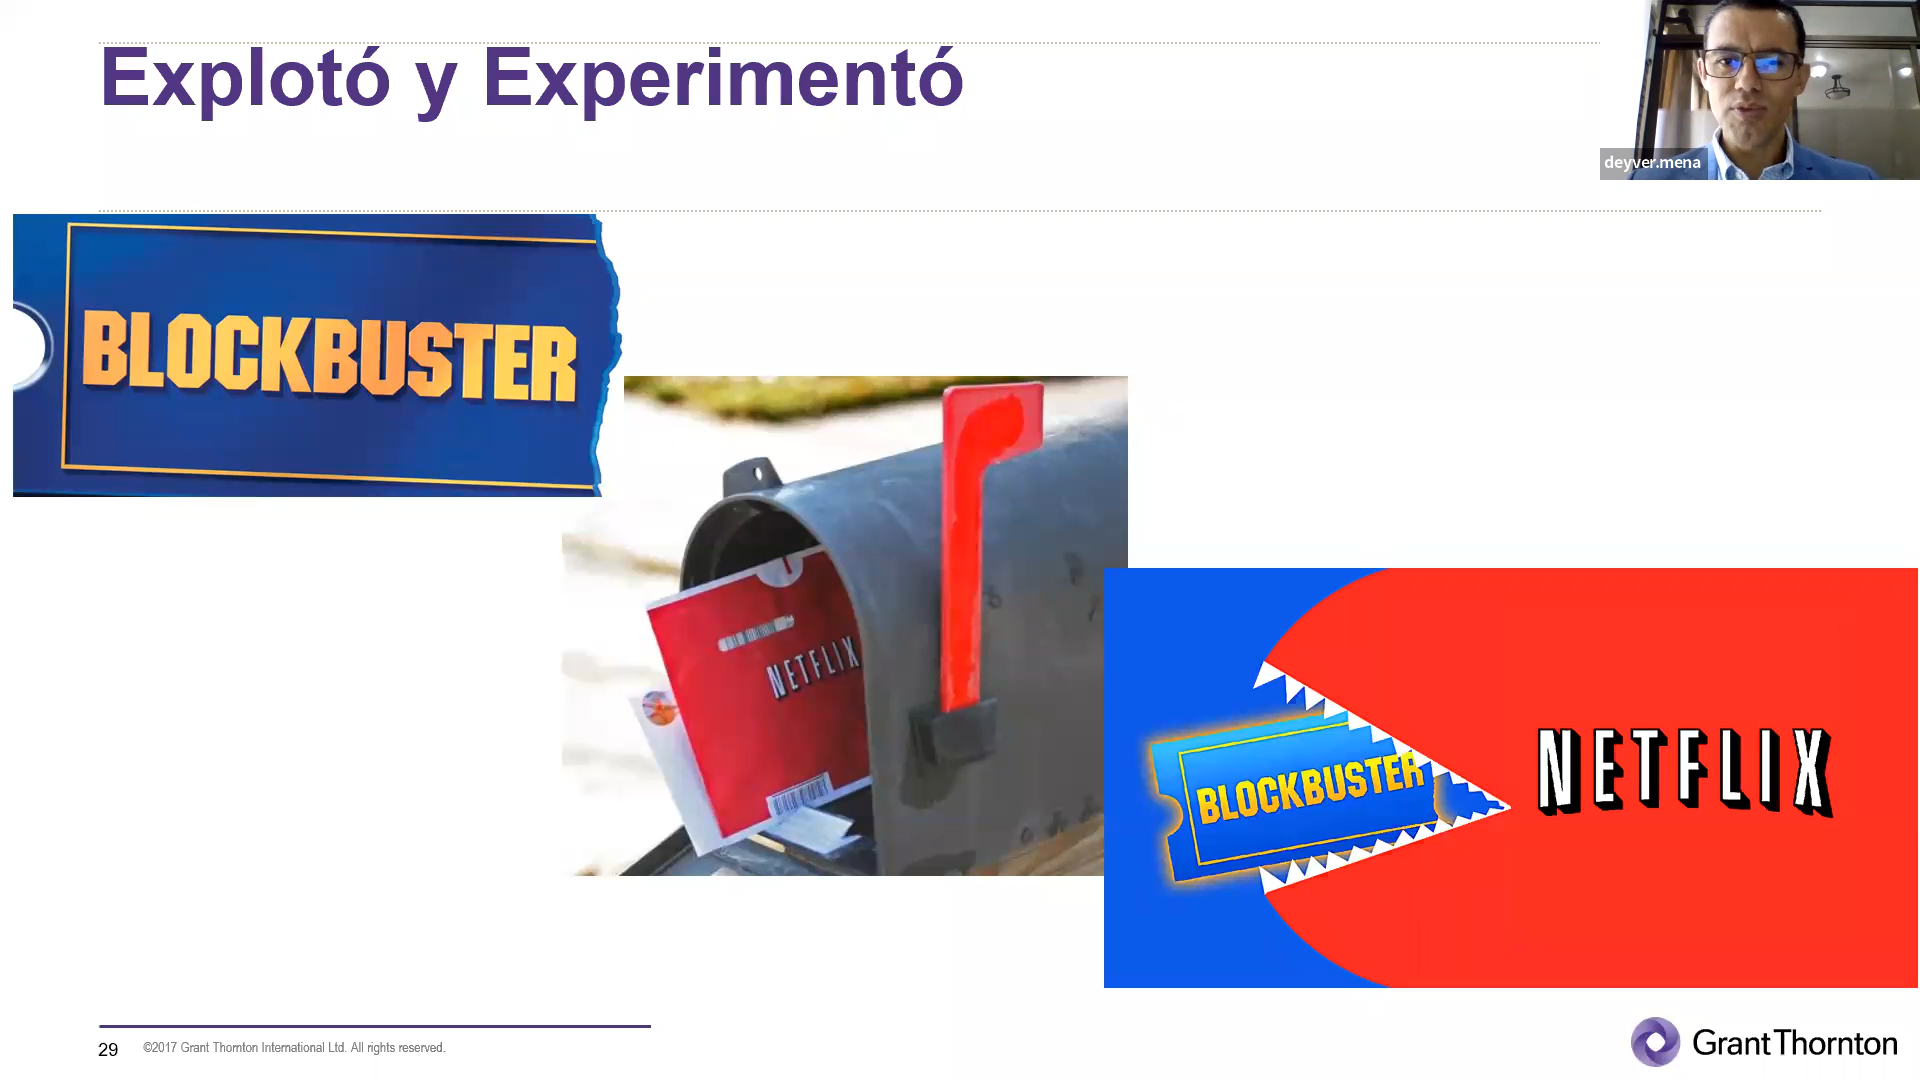 Explotó y Experimentó
deyver.mena
BLOCKBUSTER
NETFLIX
BLOCKBUSTER
NETFLIX
29
©2017 Grant Thornton International Ltd. All rights reserved.
Grant Thornton